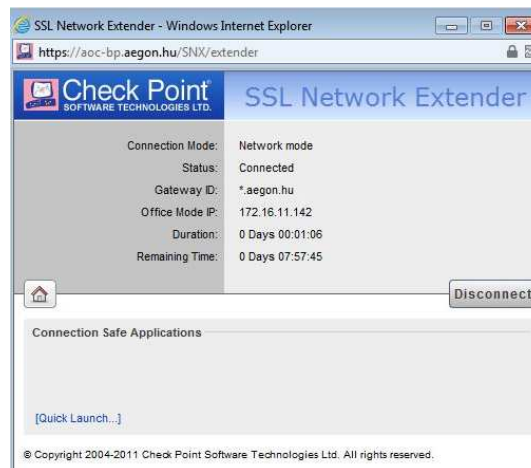 SSL Network Extender - Windows Internet Explorer
https://aoc-bp.aegon.hu/SNX/extender
Check Point
SOFTWARE TECHNOLOGIES LTD.
SSL Network Extender
Connection Mode: Network mode
Status: Connected
Gateway ID: *.aegon.hu
Office Mode IP: 172.16.11.142
Duration: 0 Days 00:01:06
Remaining Time: 0 Days 07:57:45
Disconnect
Connection Safe Applications
[Quick Launch...]
© Copyright 2004-2011 Check Point Software Technologies Ltd. All rights reserved.